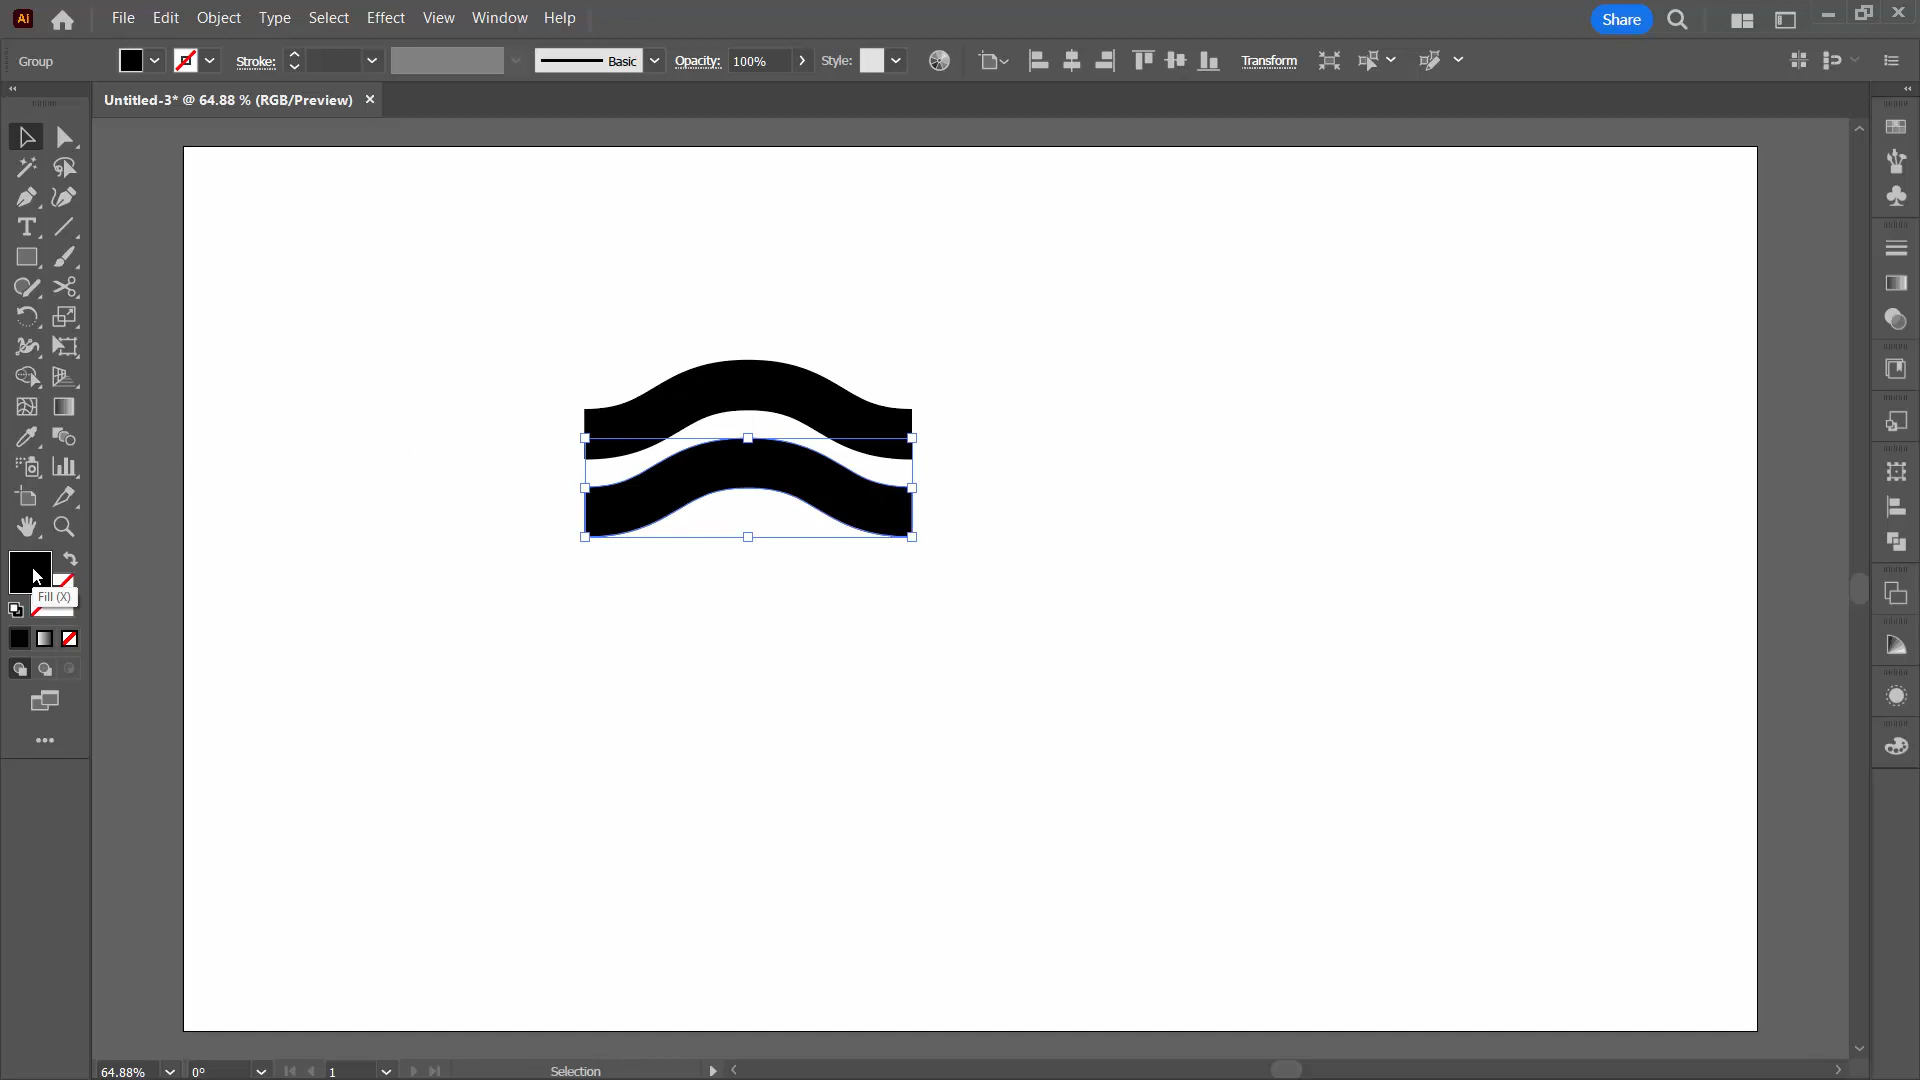 Ai
File Edit Object Type Select Effect View Window Help
Share
Group
Stroke:
Basic
Opacity: 100%
Style:
Transform
Untitled-3* @ 64.88 % (RGB/Preview)
Fill (X)
64.88%
0°
1
Selection